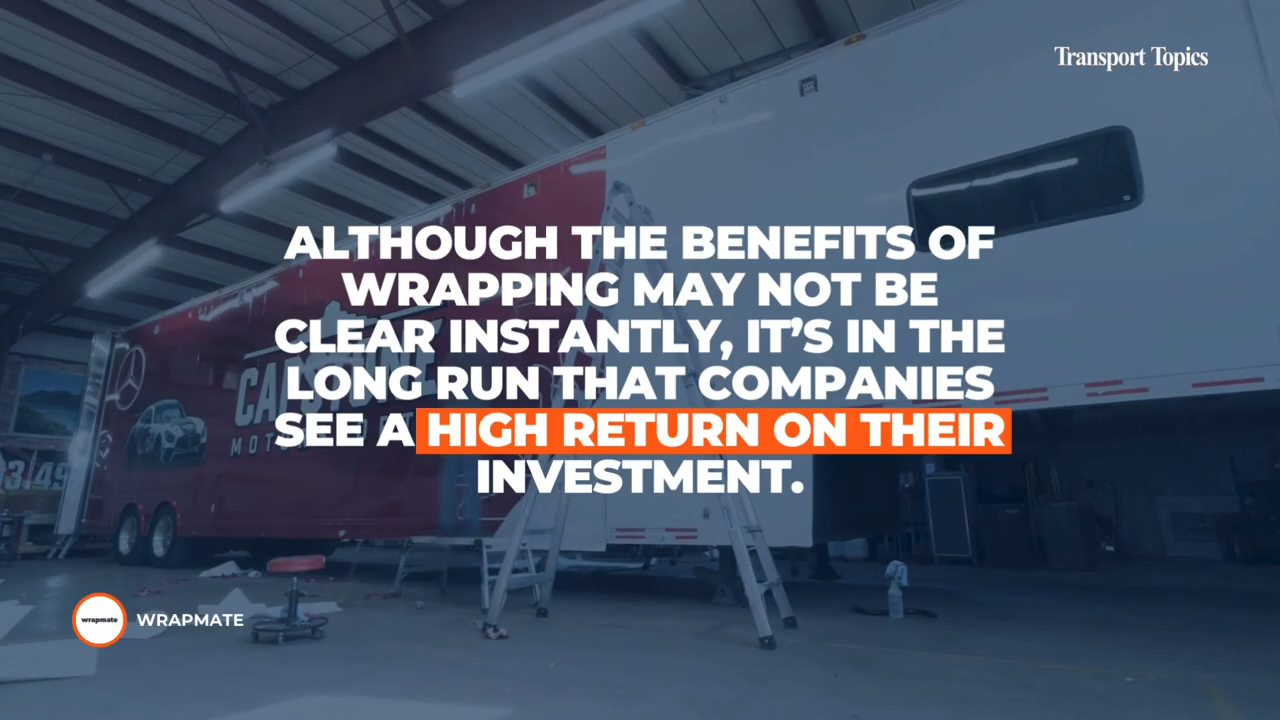 Transport Topics
ALTHOUGH THE BENEFITS OF
WRAPPING MAY NOT BE
CLEAR INSTANTLY, IT’S IN THE
LONG RUN THAT COMPANIES
SEE A HIGH RETURN ON THEIR
INVESTMENT.
wrapmate
WRAPMATE